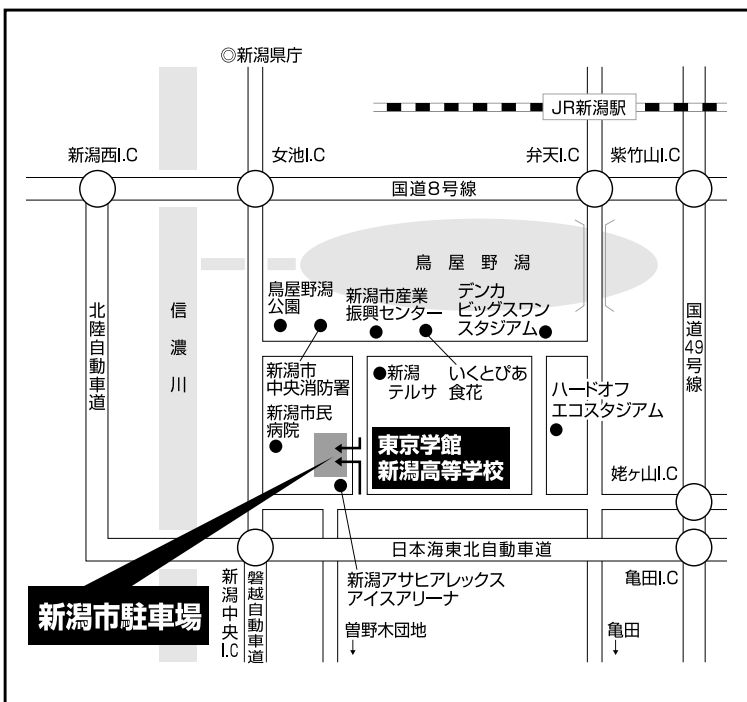 ◎新潟県庁
JR新潟駅
新潟西I.C
女池I.C
弁天I.C
紫竹山I.C
国道8号線
鳥屋野潟
鳥屋野潟
公園
新潟市産業
振興センター
デンカ
ビッグスワン
スタジアム
北陸自動車道
信濃川
国道49号線
新潟市
中央消防署
新潟
テルサ
いくとぴあ
食花
ハードオフ
エコスタジアム
新潟市民
病院
東京学館
新潟高等学校
姥ヶ山I.C
日本海東北自動車道
新潟市駐車場
新潟中央I.C
磐越自動車道
新潟アサヒアレックス
アイスアリーナ
亀田I.C
曽野木団地
↓
亀田
↓